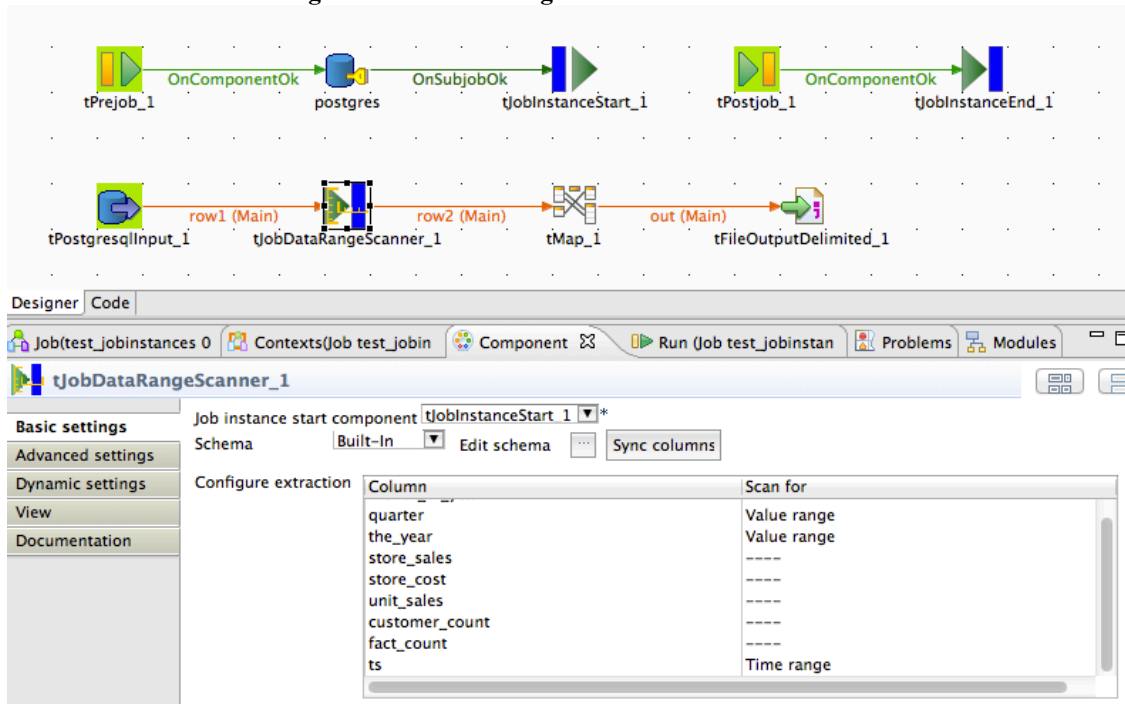 OnComponentOk OnSubjobOk OnComponentOk
tPrejob_1 postgres tJobInstanceStart_1 tPostjob_1 tJobInstanceEnd_1
row1 (Main) row2 (Main) out (Main)
tPostgresqlInput_1 tJobDataRangeScanner_1 tMap_1 tFileOutputDelimited_1
Designer Code
Job(test_jobinstances 0 Contexts(Job test_jobin Component Run (Job test_jobinstan Problems Modules
tJobDataRangeScanner_1
Basic settings
Advanced settings
Dynamic settings
View
Documentation
Job instance start component tJobInstanceStart_1 *
Schema Built-In Edit schema ... Sync columns
Configure extraction
Column Scan for
quarter Value range
the_year Value range
store_sales ----
store_cost ----
unit_sales ----
customer_count ----
fact_count ----
ts Time range